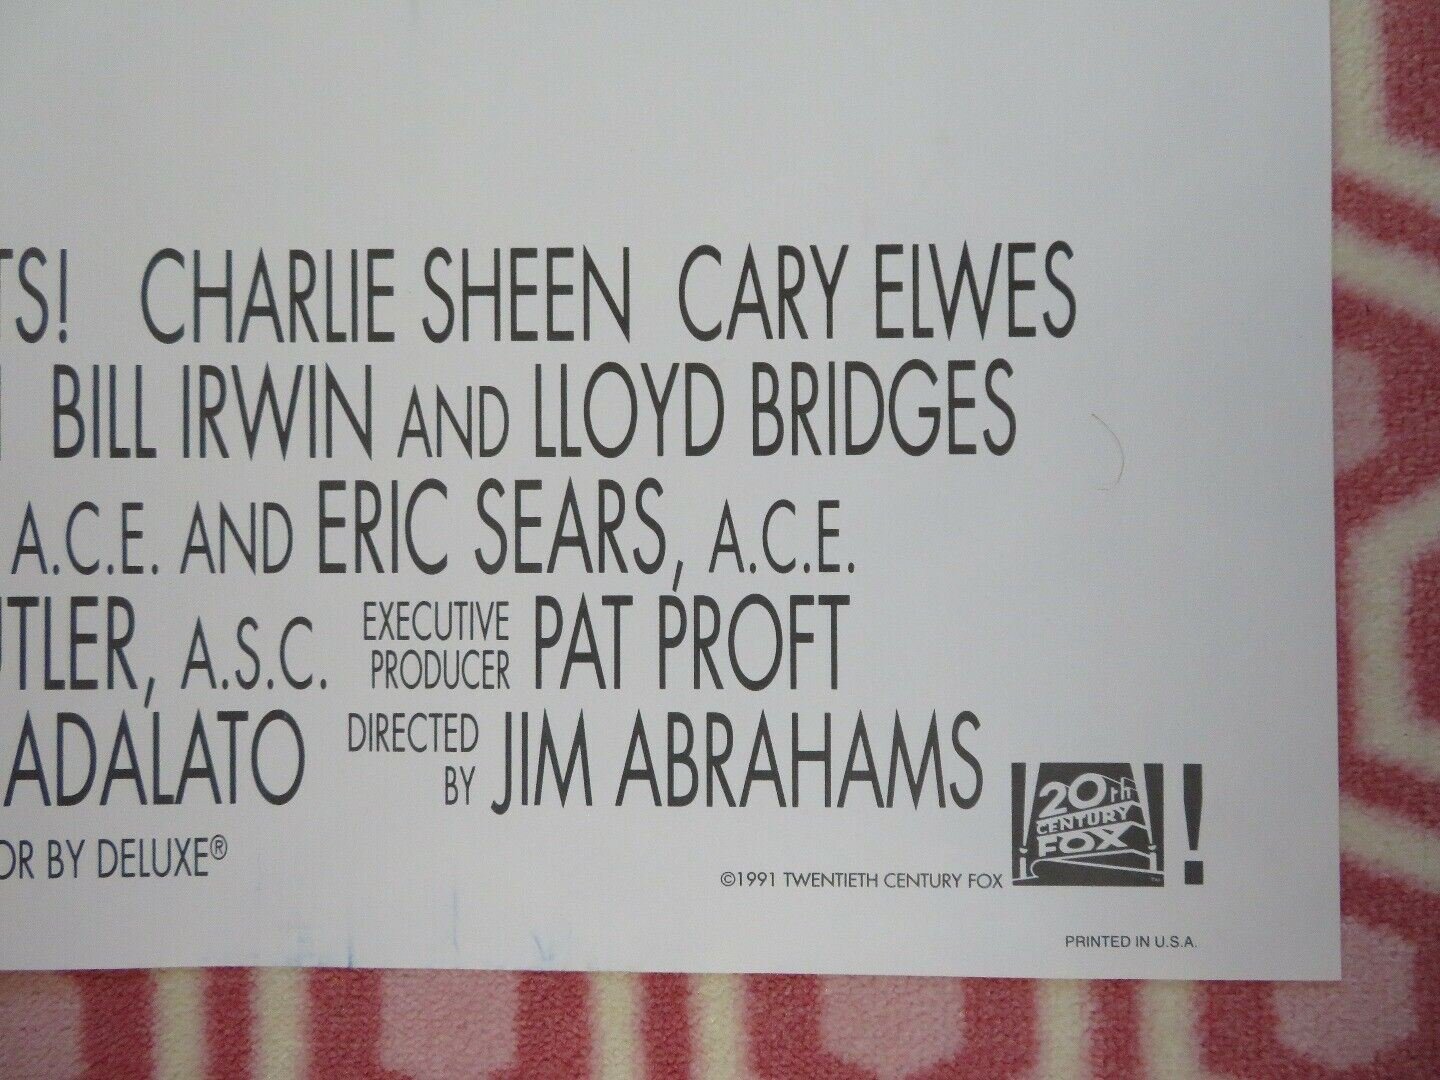 TS! CHARLIE SHEEN CARY ELWES
BILL IRWIN AND LLOYD BRIDGES
A.C.E. AND ERIC SEARS, A.C.E.
UTLER, A.S.C. EXECUTIVE PRODUCER PAT PROFT
ADALATO DIRECTED BY JIM ABRAHAMS
OR BY DELUXE®
©1991 TWENTIETH CENTURY FOX
20th
CENTURY
FOX
!
PRINTED IN U.S.A.